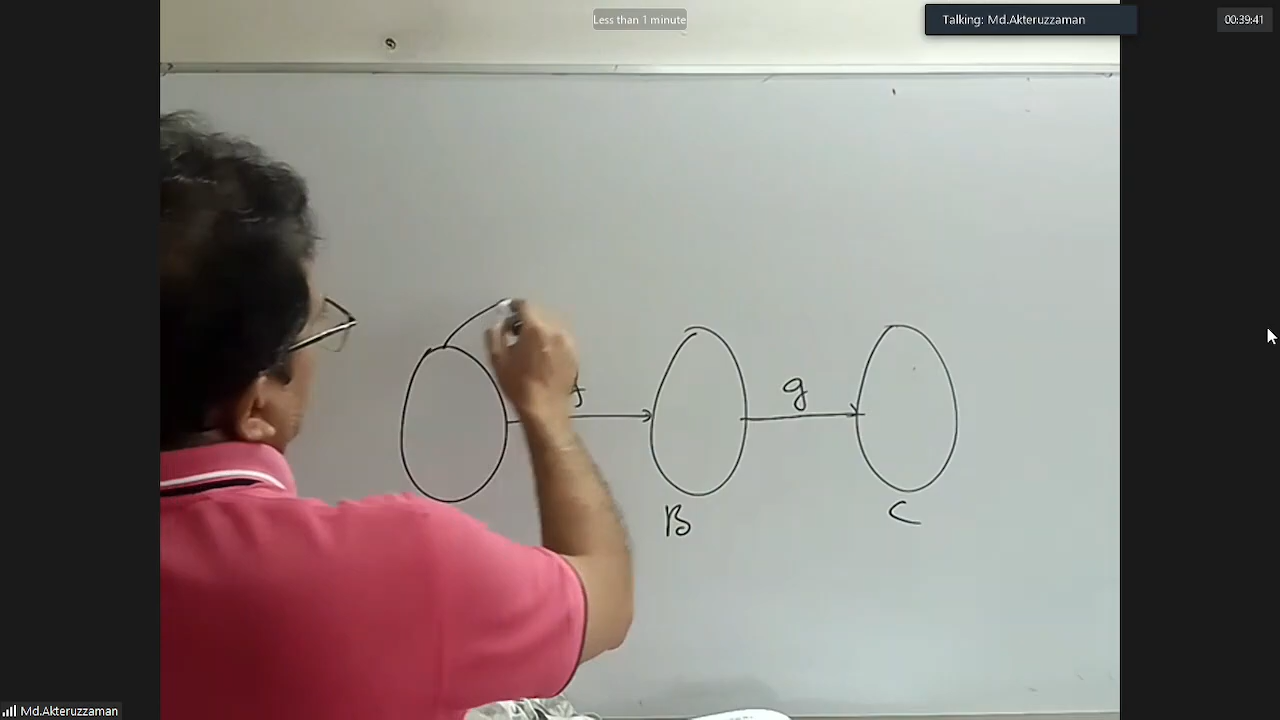 Less than 1 minute
Talking: Md.Akteruzzaman
00:39:41
g
B
C
Md.Akteruzzaman